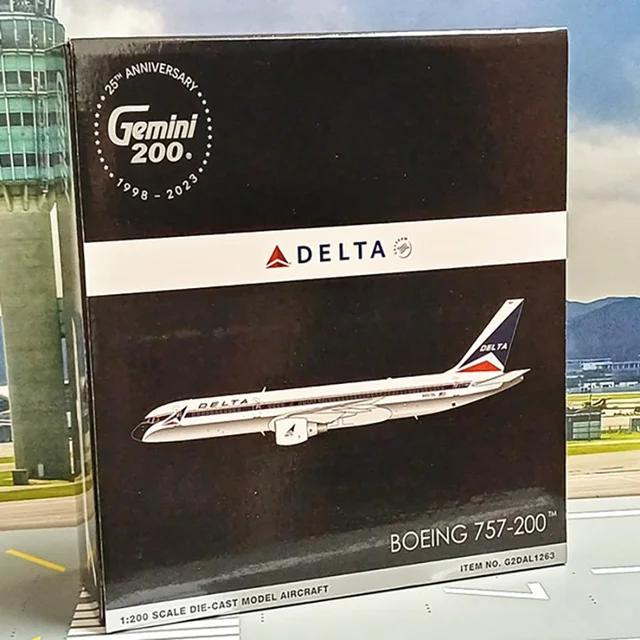 25TH ANNIVERSARY
Gemini
200®
1998 - 2023
DELTA
DELTA
DELTA
BOEING 757-200™
ITEM NO. G2DAL1263
1:200 SCALE DIE-CAST MODEL AIRCRAFT